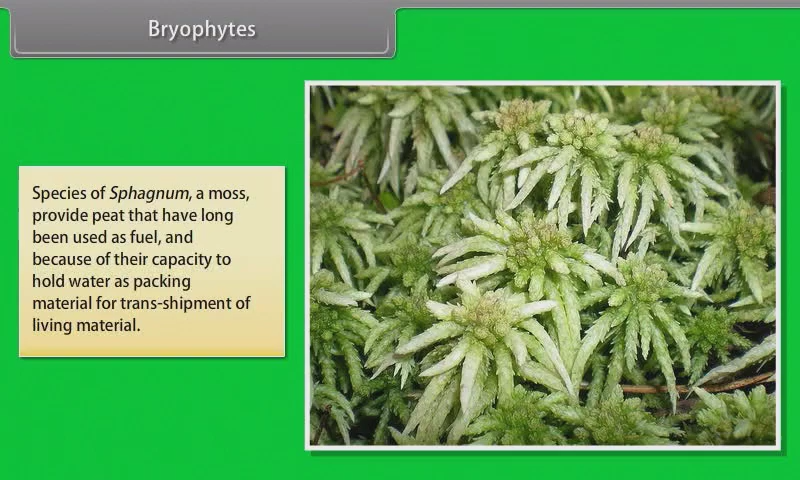 Bryophytes
Species of Sphagnum, a moss,
provide peat that have long
been used as fuel, and
because of their capacity to
hold water as packing
material for trans-shipment of
living material.